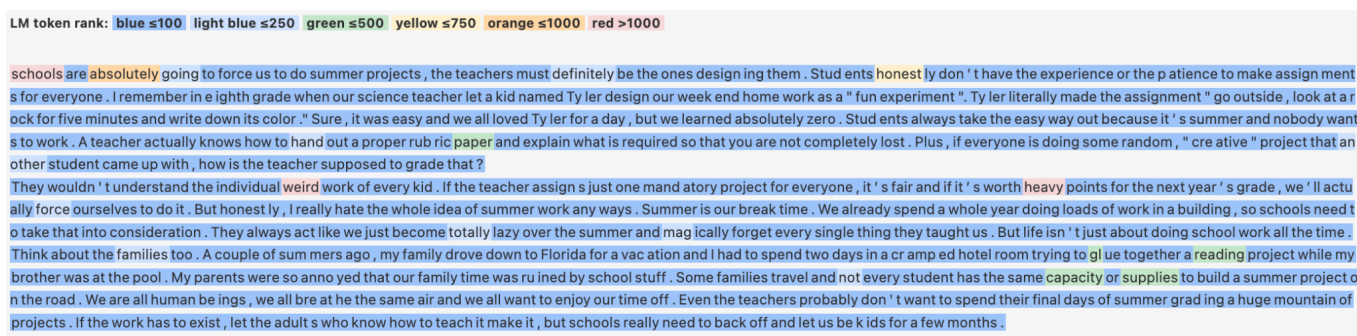 LM token rank: blue ≤100 light blue ≤250 green ≤500 yellow ≤750 orange ≤1000 red >1000
schools are absolutely going to force us to do summer projects , the teachers must definitely be the ones design ing them . Stud ents honest ly don ' t have the experience or the p atience to make assign ment
s for everyone . I remember in e ighth grade when our science teacher let a kid named Ty ler design our week end home work as a " fun experiment ". Ty ler literally made the assignment " go outside , look at a r
ock for five minutes and write down its color ." Sure , it was easy and we all loved Ty ler for a day , but we learned absolutely zero . Stud ents always take the easy way out because it ’ s summer and nobody want
s to work . A teacher actually knows how to hand out a proper rub ric paper and explain what is required so that you are not completely lost . Plus , if everyone is doing some random , " cre ative " project that an
other student came up with , how is the teacher supposed to grade that ?
They wouldn ' t understand the individual weird work of every kid . If the teacher assign s just one mand atory project for everyone , it ’ s fair and if it ’ s worth heavy points for the next year ’ s grade , we ’ ll actu
ally force ourselves to do it . But honest ly , I really hate the whole idea of summer work any ways . Summer is our break time . We already spend a whole year doing loads of work in a building , so schools need t
o take that into consideration . They always act like we just become totally lazy over the summer and mag ically forget every single thing they taught us . But life isn ' t just about doing school work all the time .
Think about the families too . A couple of sum mers ago , my family drove down to Florida for a vac ation and I had to spend two days in a cr amp ed hotel room trying to gl ue together a reading project while my
brother was at the pool . My parents were so anno yed that our family time was ru ined by school stuff . Some families travel and not every student has the same capacity or supplies to build a summer project o
n the road . We are all human be ings , we all bre at he the same air and we all want to enjoy our time off . Even the teachers probably don ' t want to spend their final days of summer grad ing a huge mountain of
projects . If the work has to exist , let the adult s who know how to teach it make it , but schools really need to back off and let us be k ids for a few months .